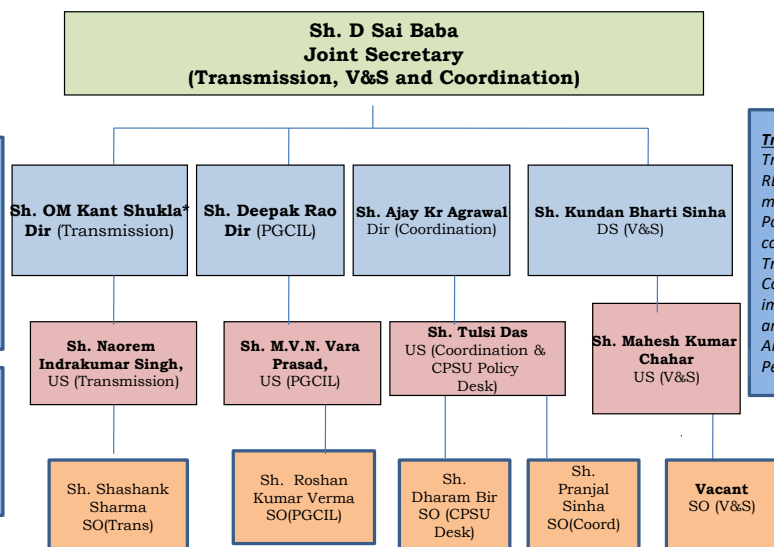 Sh. D Sai Baba
Joint Secretary
(Transmission, V&S and Coordination)
Sh. OM Kant Shukla*
Dir (Transmission)
Sh. Deepak Rao
Dir (PGCIL)
Sh. Ajay Kr Agrawal
Dir (Coordination)
Sh. Kundan Bharti Sinha
DS (V&S)
Sh. Naorem
Indrakumar Singh,
US (Transmission)
Sh. M.V.N. Vara
Prasad,
US (PGCIL)
Sh. Tulsi Das
US (Coordination &
CPSU Policy
Desk)
Sh. Mahesh Kumar
Chahar
US (V&S)
Sh. Shashank
Sharma
SO(Trans)
Sh. Roshan
Kumar Verma
SO(PGCIL)
Sh.
Dharam Bir
SO (CPSU
Desk)
Sh.
Pranjal
Sinha
SO(Coord)
Vacant
SO (V&S)